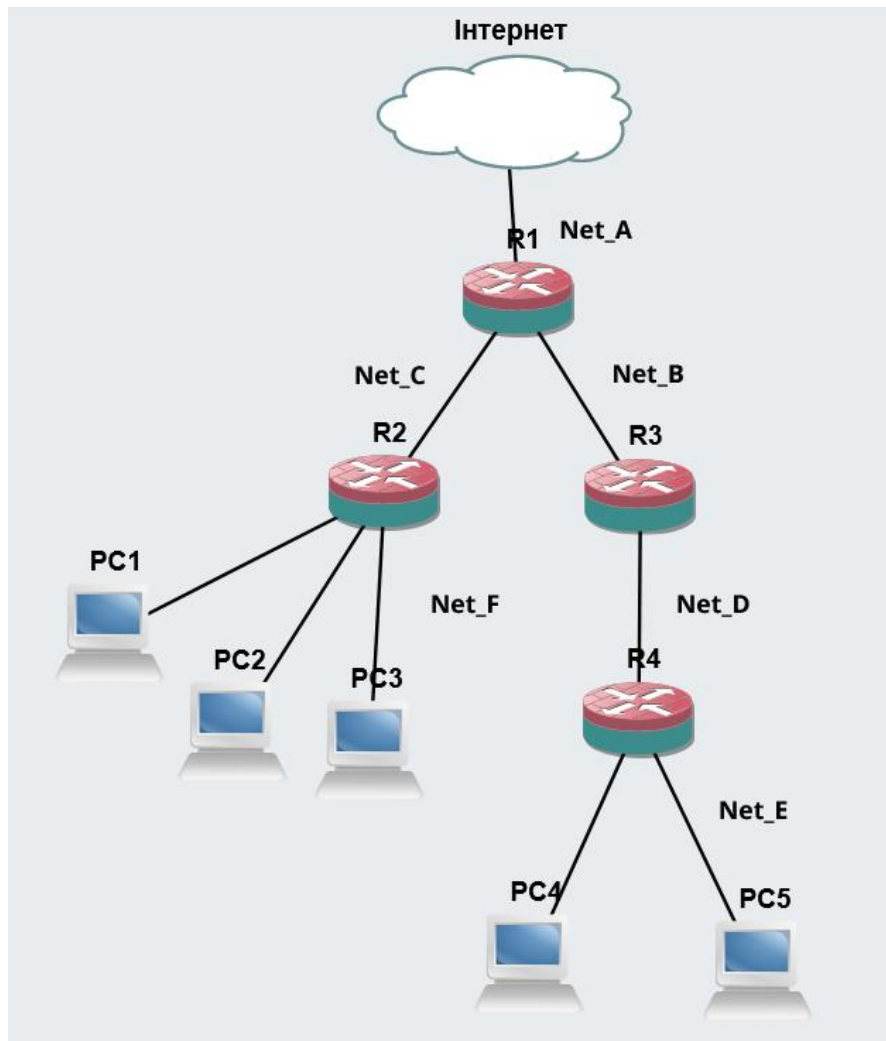 Інтернет
R1
Net_A
Net_C
Net_B
R2
R3
PC1
Net_F
Net_D
PC2
R4
PC3
Net_E
PC4
PC5